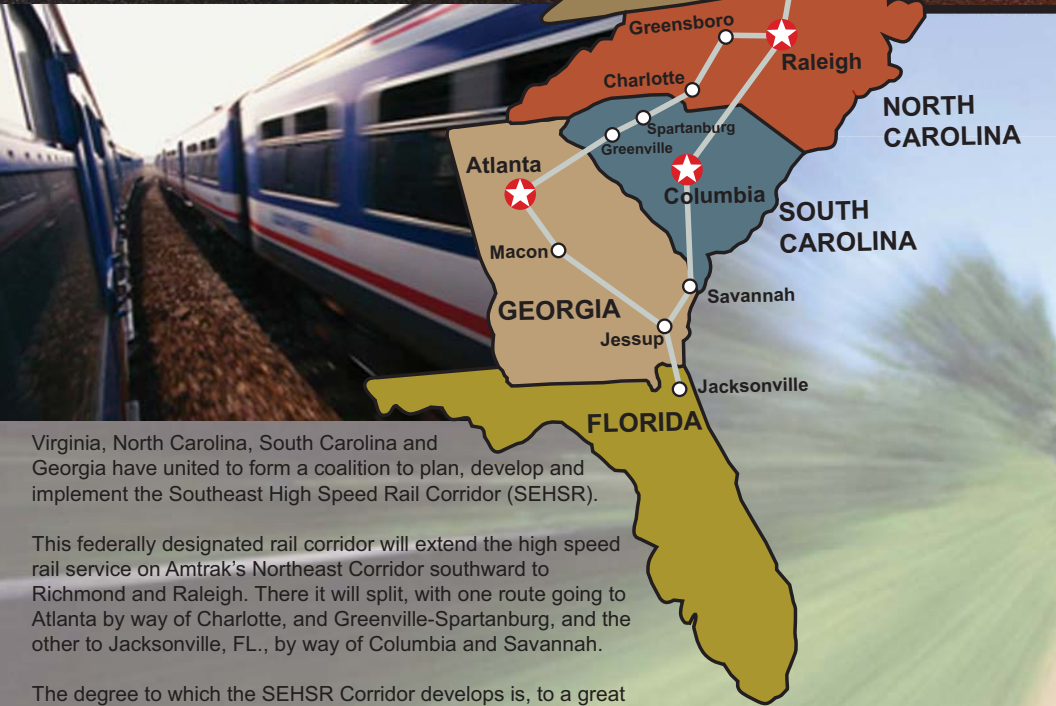 Greensboro
Raleigh
Charlotte
NORTH
CAROLINA
Spartanburg
Greenville
Atlanta
Columbia
SOUTH
CAROLINA
Macon
Savannah
GEORGIA
Jessup
Jacksonville
FLORIDA
Virginia, North Carolina, South Carolina and
Georgia have united to form a coalition to plan, develop and
implement the Southeast High Speed Rail Corridor (SEHSR).
This federally designated rail corridor will extend the high speed
rail service on Amtrak's Northeast Corridor southward to
Richmond and Raleigh. There it will split, with one route going to
Atlanta by way of Charlotte, and Greenville-Spartanburg, and the
other to Jacksonville, FL., by way of Columbia and Savannah.
The degree to which the SEHSR Corridor develops is, to a great